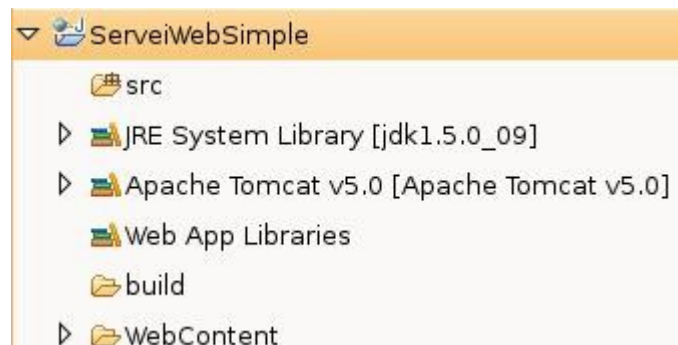 ServeiWebSimple
src
JRE System Library [jdk1.5.0_09]
Apache Tomcat v5.0 [Apache Tomcat v5.0]
Web App Libraries
build
WebContent